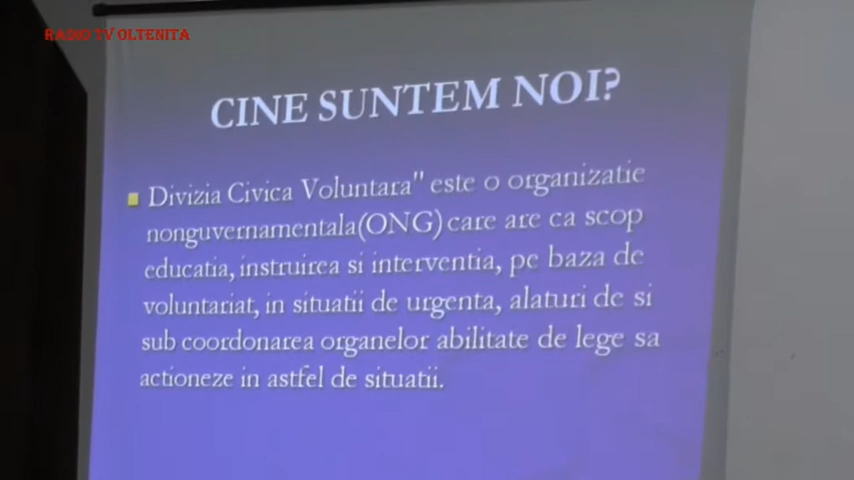 RADIO TV OLTENITA
CINE SUNTEM NOI?
Divizia Civica Voluntara" este o organizatie
nonguvernamentala(ONG) care are ca scop
educatia, instruirea si interventia, pe baza de
voluntariat, in situatii de urgenta, alaturi de si
sub coordonarea organelor abilitate de lege sa
actioneze in astfel de situatii.